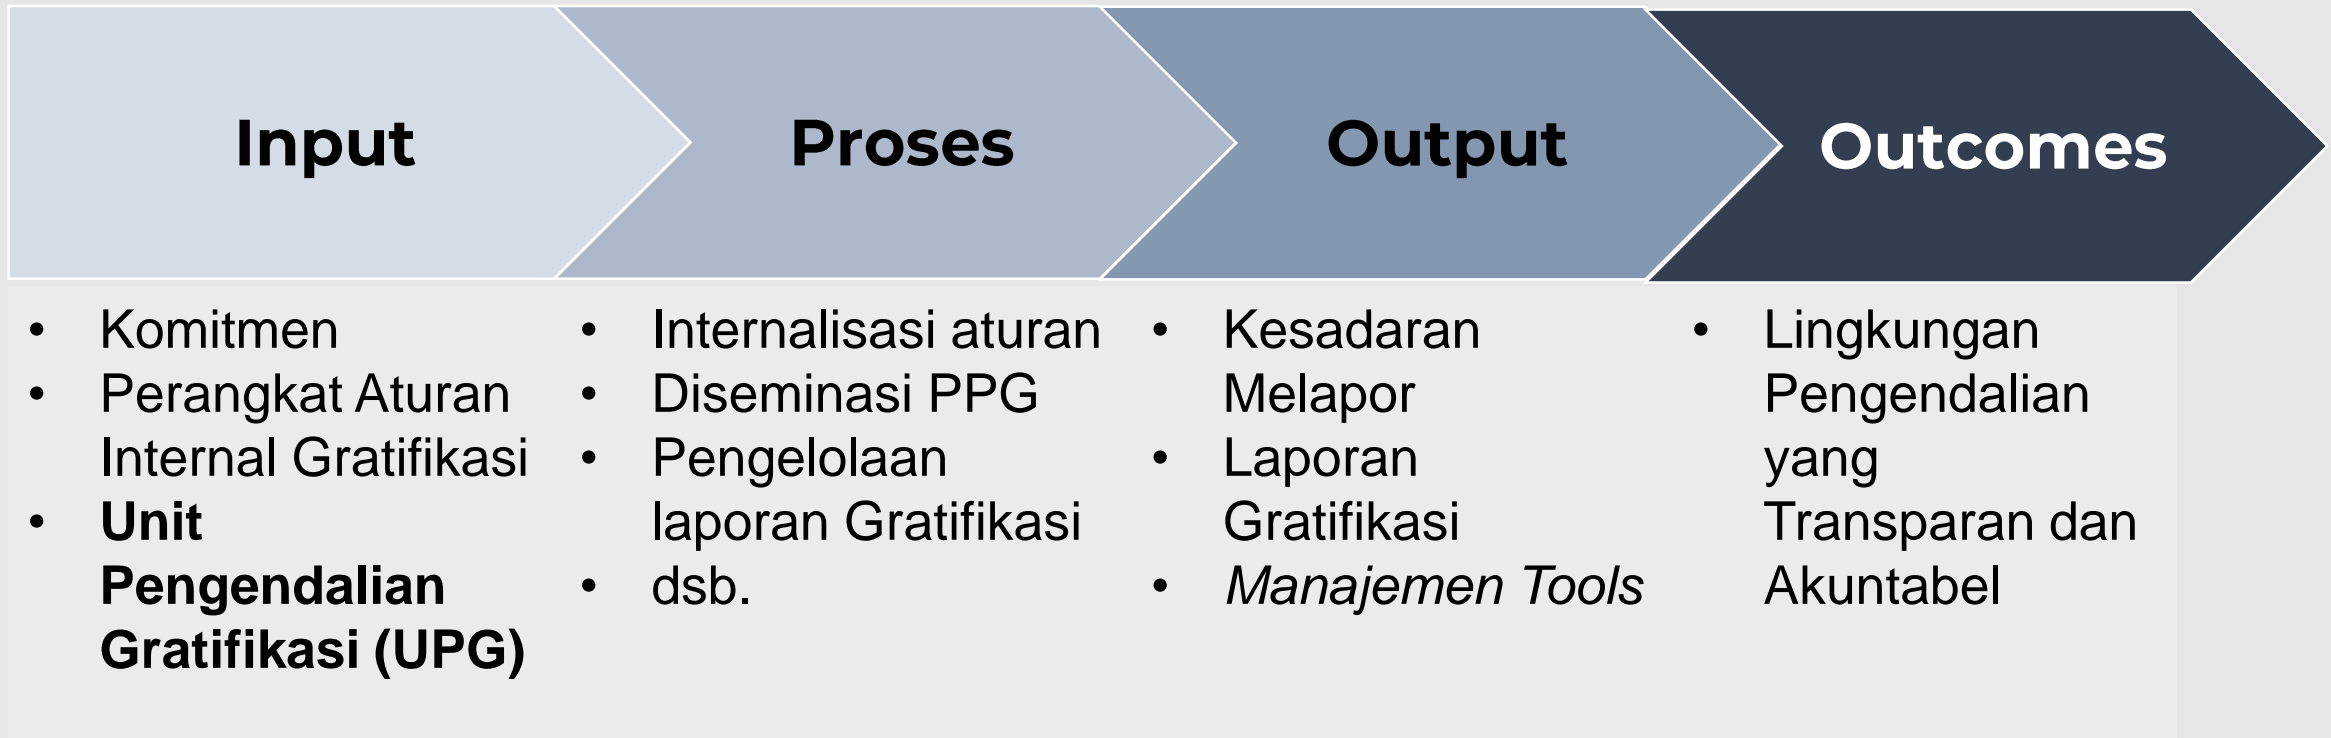 Input
Proses
Output
Outcomes
• Komitmen
• Perangkat Aturan
Internal Gratifikasi
• Unit
Pengendalian
Gratifikasi (UPG)
• Internalisasi aturan
• Diseminasi PPG
• Pengelolaan
laporan Gratifikasi
• dsb.
• Kesadaran
Melapor
• Laporan
Gratifikasi
• Manajemen Tools
• Lingkungan
Pengendalian
yang
Transparan dan
Akuntabel